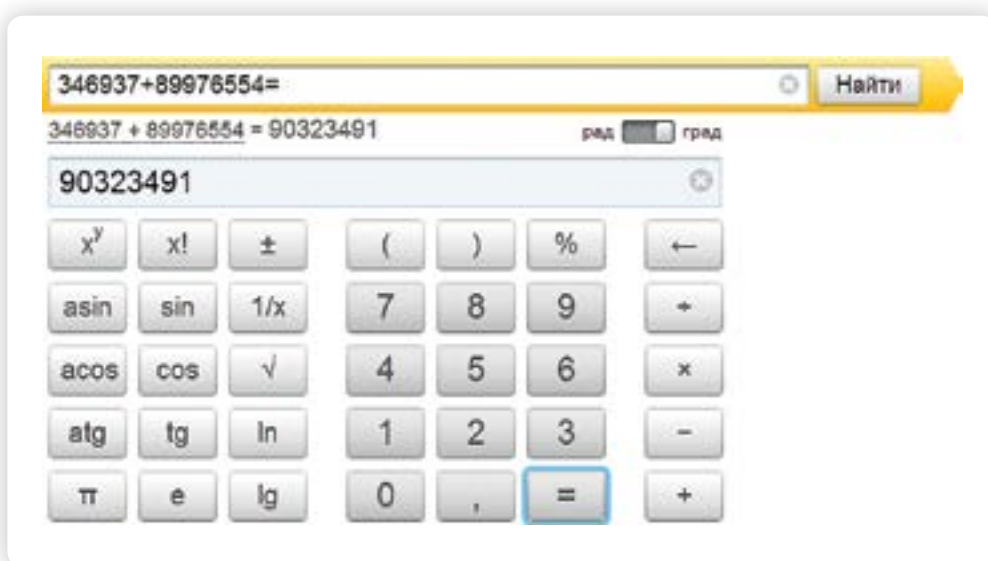 346937+89976554= Найти
346937 + 89976554 = 90323491 рад град
90323491
xʸ x! ± ( ) % ←
asin sin 1/x 7 8 9 ÷
acos cos √ 4 5 6 ×
atg tg ln 1 2 3 −
π e lg 0 , = +